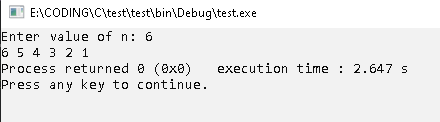 E:\CODING\C\test\test\bin\Debug\test.exe
Enter value of n: 6
6 5 4 3 2 1
Process returned 0 (0x0)   execution time : 2.647 s
Press any key to continue.